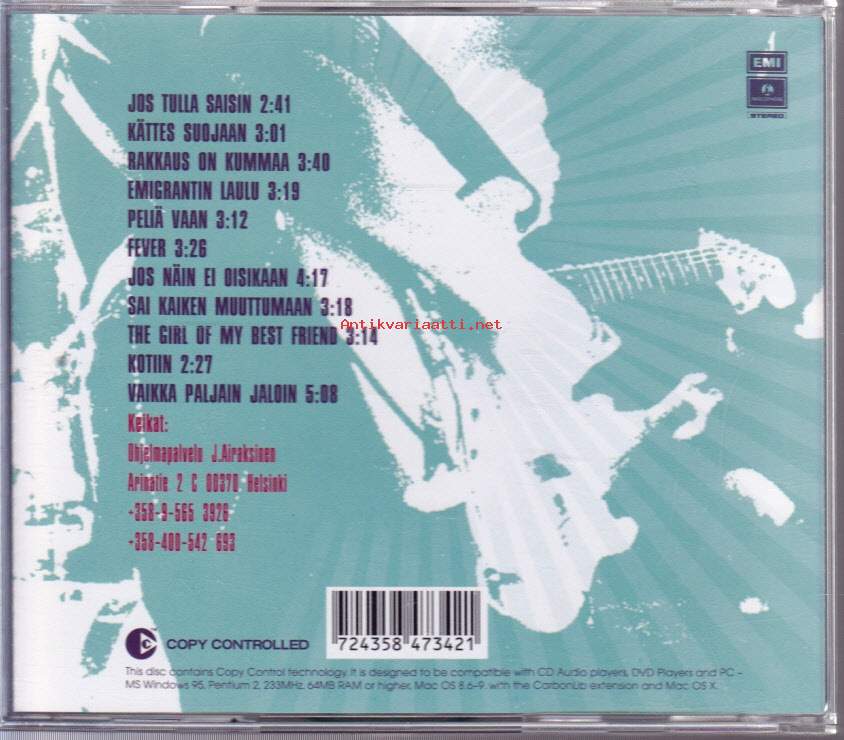 EMI
PARLOPHONE
STEREO
JOS TULLA SAISIN 2:41
KÄTTES SUOJAAN 3:01
RAKKAUS ON KUMMAA 3:40
EMIGRANTIN LAULU 3:19
PELIÄ VAAN 3:12
FEVER 3:26
JOS NÄIN EI OISIKAAN 4:17
SAI KAIKEN MUUTTUMAAN 3:18
Antikvariaatti.net
THE GIRL OF MY BEST FRIEND 3:14
KOTIIN 2:27
VAIKKA PALJAIN JALOIN 5:08
Keikat:
Ohjelmapalvelu J.Airaksinen
Arinatie 2 C 00370 Helsinki
+358-9-565 3926
+358-400-542 693
COPY CONTROLLED
724358 473421
This disc contains Copy Control technology. It is designed to be compatible with CD Audio players, DVD Players and PC -
MS Windows 95, Pentium 2, 233MHz, 64MB RAM or higher, Mac OS 8.6-9. with the CarbonLib extension and Mac OS X.